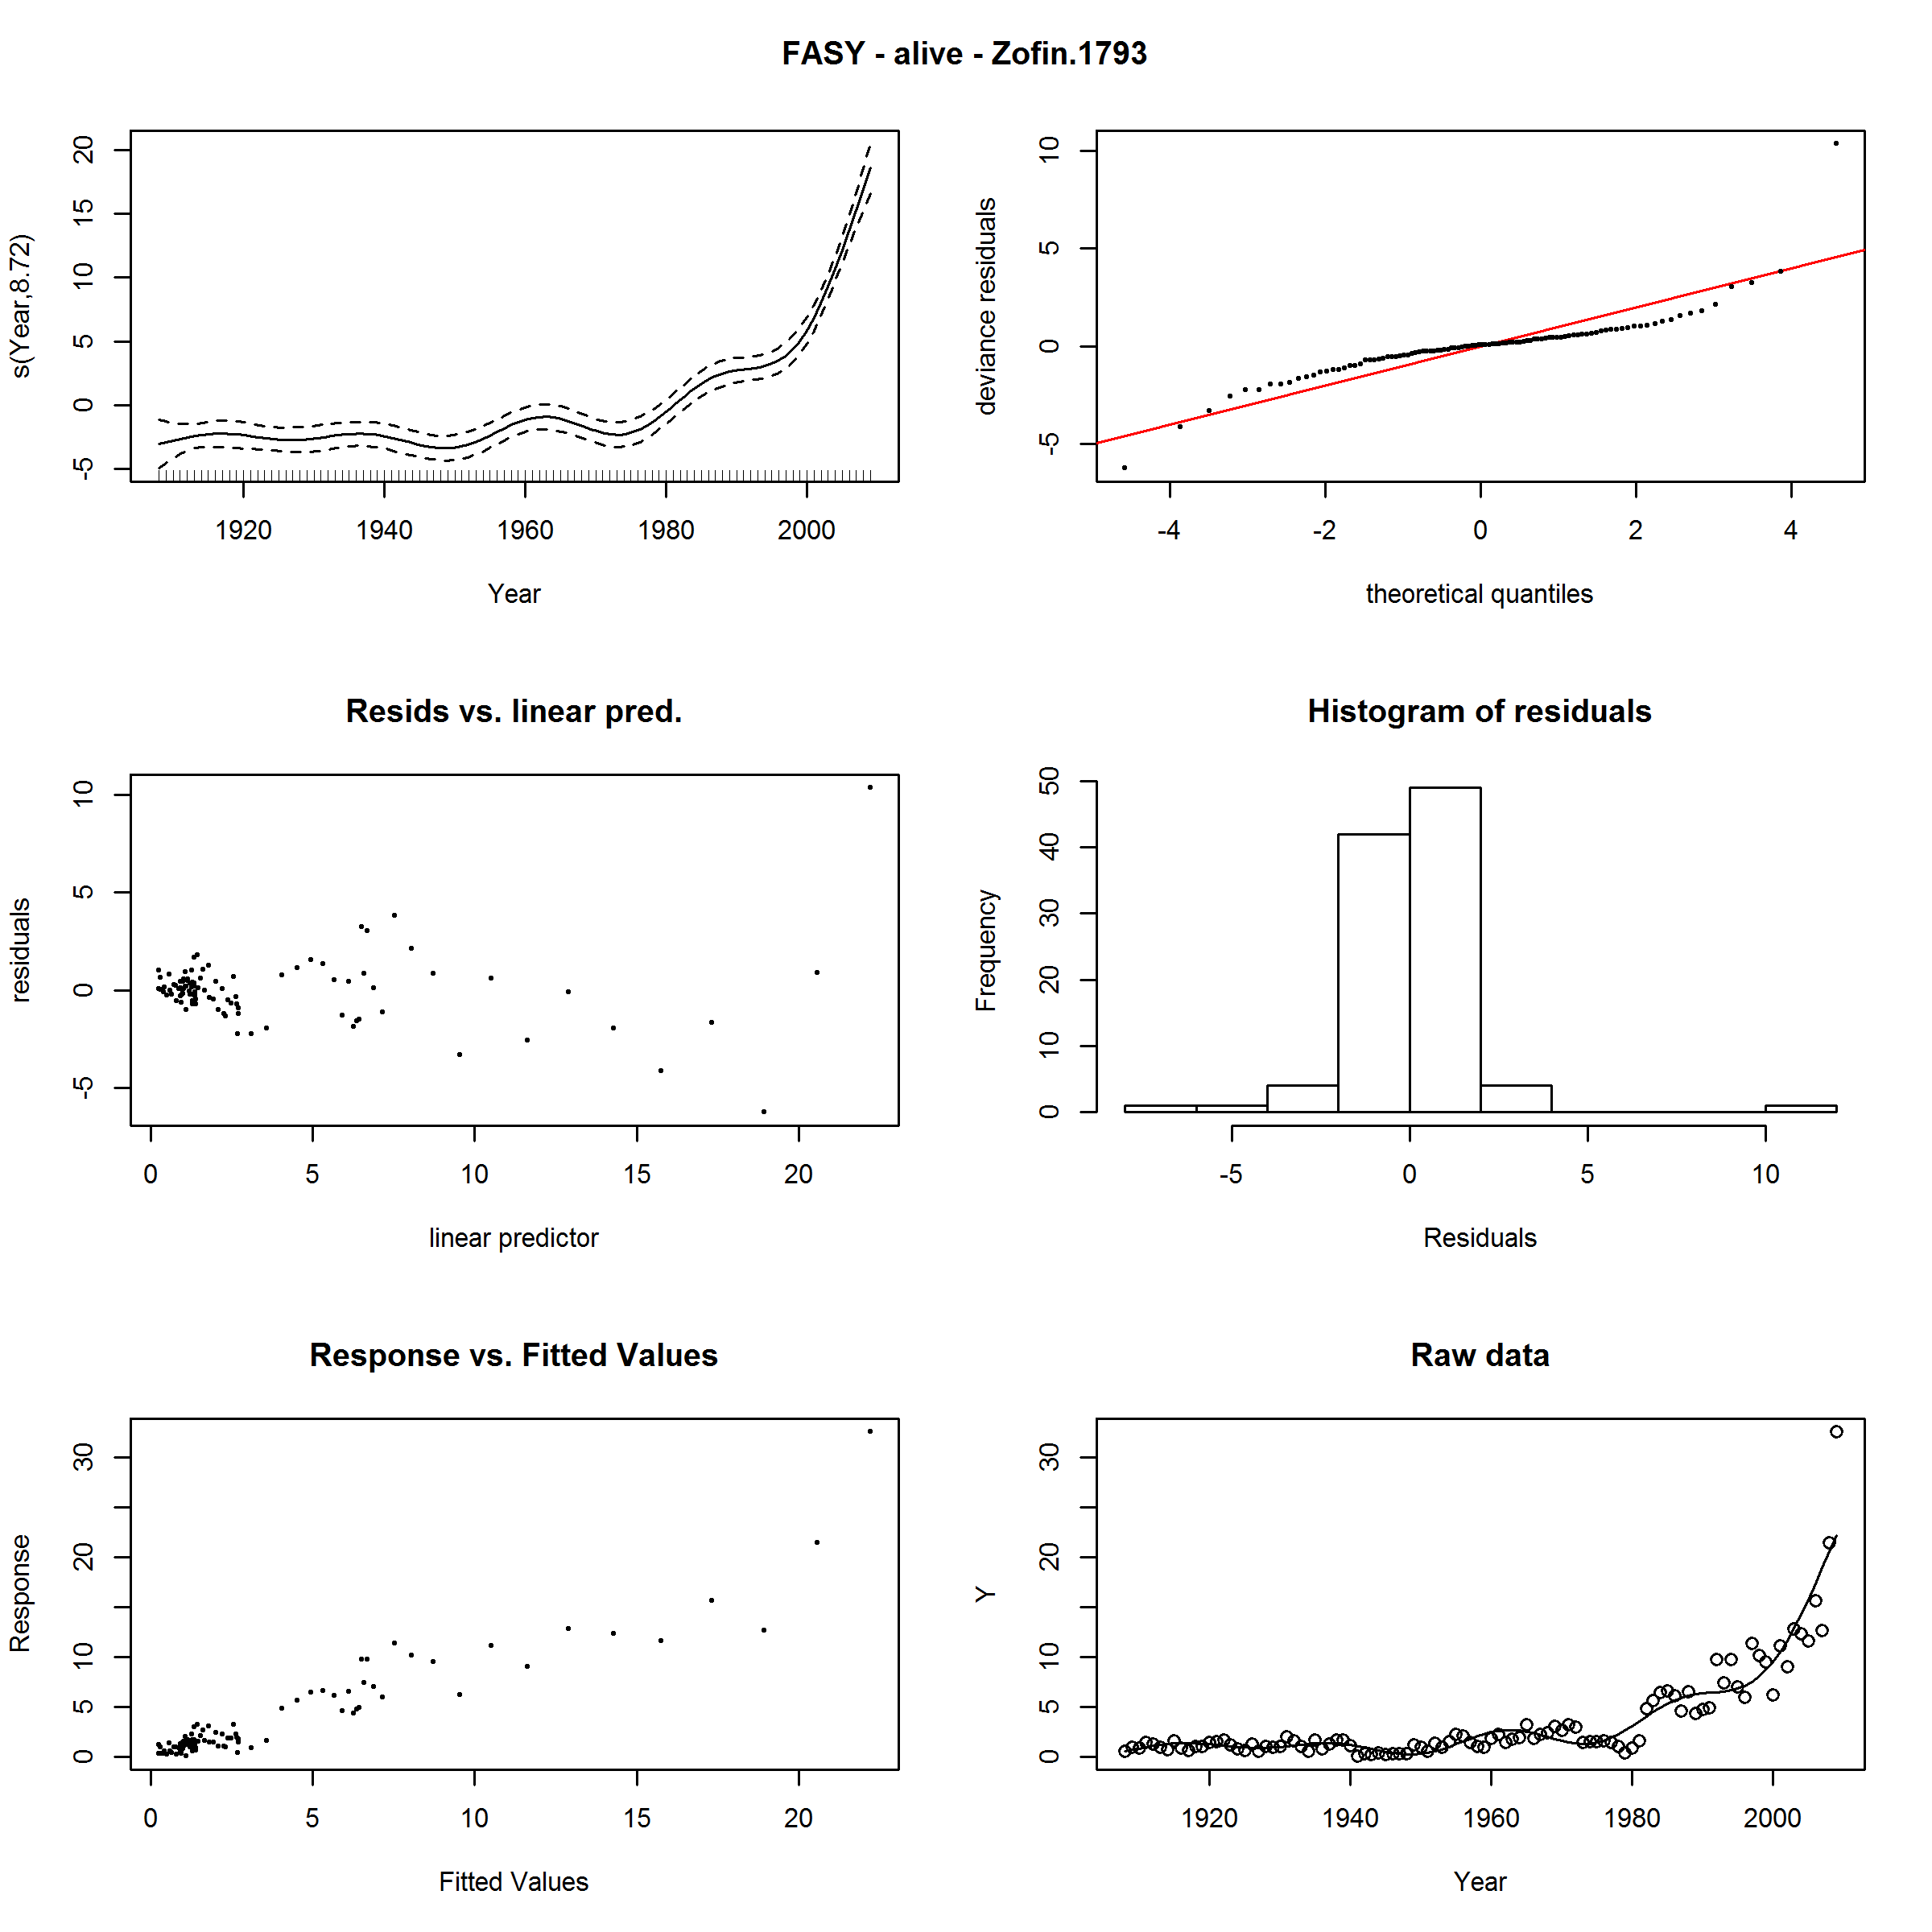 FASY - alive - Zofin.1793
s(Year,8.72)
-5 0 5 10 15 20
1920 1940 1960 1980 2000
Year
deviance residuals
-5 0 5 10
-4 -2 0 2 4
theoretical quantiles
Resids vs. linear pred.
residuals
-5 0 5 10
0 5 10 15 20
linear predictor
Histogram of residuals
Frequency
0 10 20 30 40 50
-5 0 5 10
Residuals
Response vs. Fitted Values
Response
0 5 10 20 30
0 5 10 15 20
Fitted Values
Raw data
Y
0 5 10 20 30
1920 1940 1960 1980 2000
Year